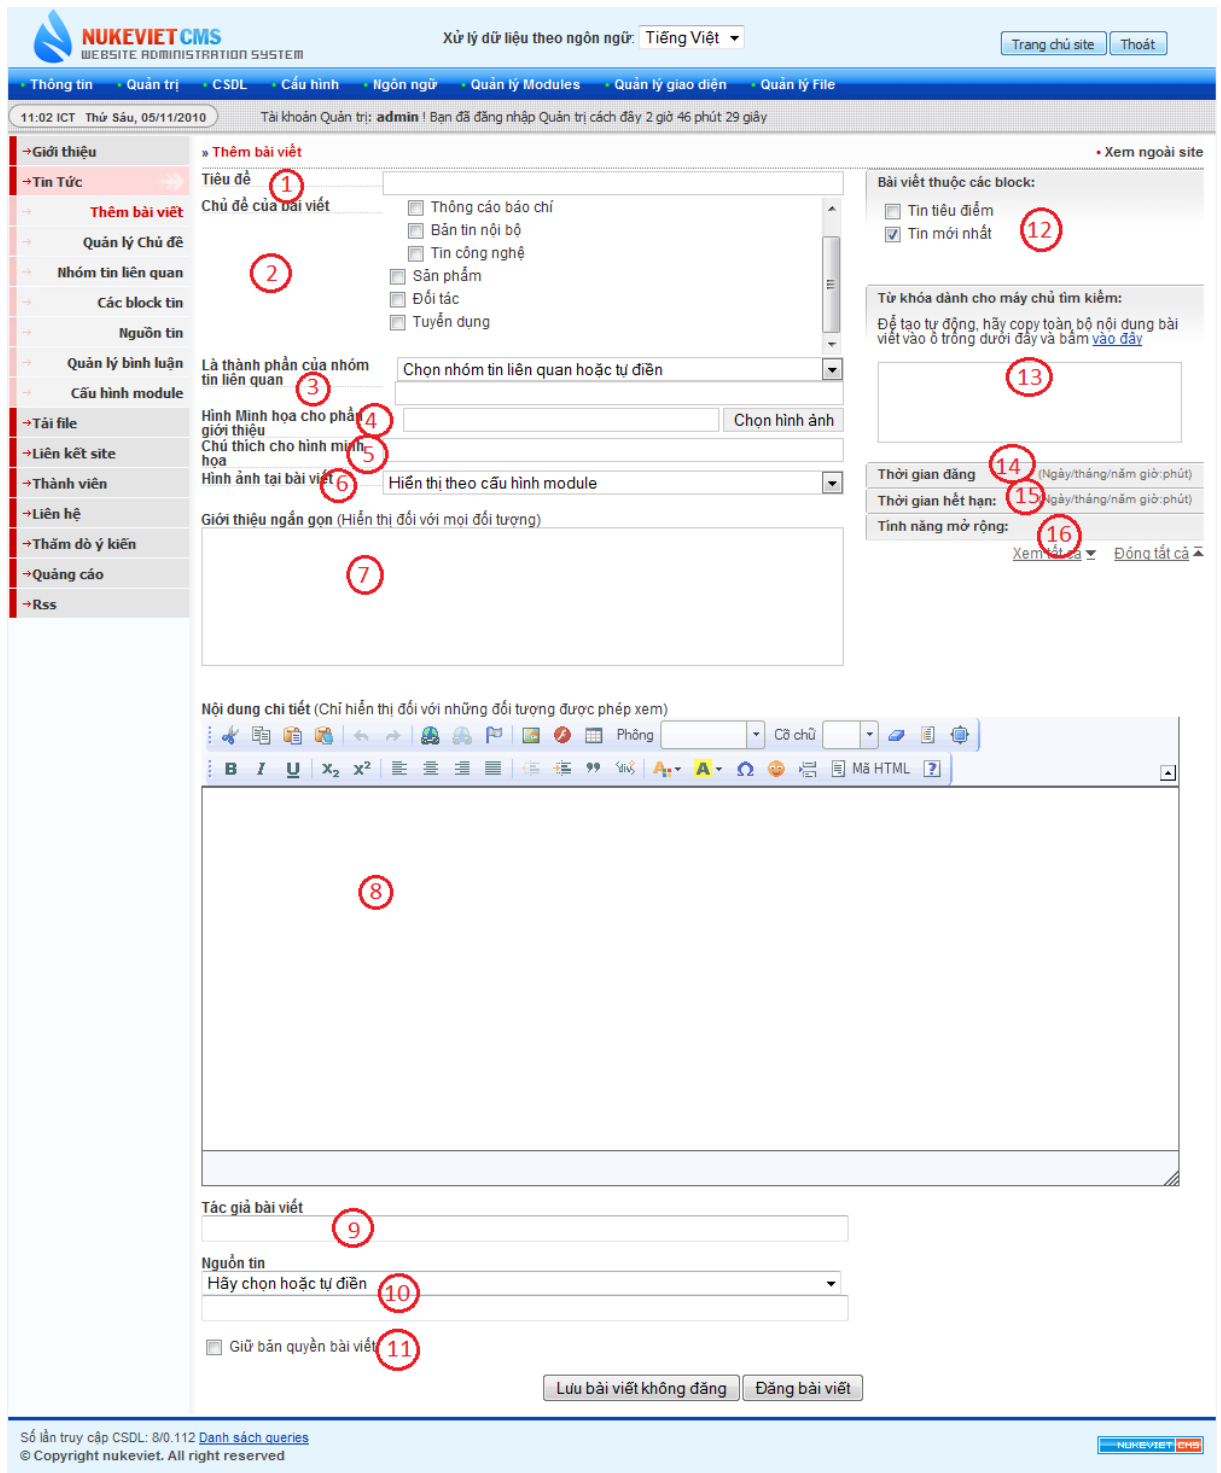 NUKEVIET CMS
WEBSITE ADMINISTRATION SYSTEM
Xử lý dữ liệu theo ngôn ngữ: Tiếng Việt
Trang chủ site Thoát
Thông tin Quản trị CSDL Cấu hình Ngôn ngữ Quản lý Modules Quản lý giao diện Quản lý File
11:02 ICT Thứ Sáu, 05/11/2010 Tài khoản Quản trị: admin ! Bạn đã đăng nhập Quản trị cách đây 2 giờ 46 phút 29 giây
→Giới thiệu
→Tin Tức
→ Thêm bài viết
→ Quản lý Chủ đề
→ Nhóm tin liên quan
→ Các block tin
→ Nguồn tin
→ Quản lý bình luận
→ Cấu hình module
→Tải file
→Liên kết site
→Thành viên
→Liên hệ
→Thăm dò ý kiến
→Quảng cáo
→Rss
» Thêm bài viết
• Xem ngoài site
Tiêu đề 1
Chủ đề của bài viết
2
Thông cáo báo chí
Bản tin nội bộ
Tin công nghệ
Sản phẩm
Đối tác
Tuyển dụng
Là thành phần của nhóm
tin liên quan 3
Chọn nhóm tin liên quan hoặc tự điền
Hình Minh họa cho phần
giới thiệu 4
Chọn hình ảnh
Chú thích cho hình minh
họa 5
Hình ảnh tại bài viết 6
Hiển thị theo cấu hình module
Giới thiệu ngắn gọn (Hiển thị đối với mọi đối tượng)
7
Nội dung chi tiết (Chỉ hiển thị đối với những đối tượng được phép xem)
Phông Cỡ chữ
B I U X₂ X² Mã HTML
8
Tác giả bài viết
9
Nguồn tin
Hãy chọn hoặc tự điền
10
Giữ bản quyền bài viết 11
Lưu bài viết không đăng Đăng bài viết
Bài viết thuộc các block:
Tin tiêu điểm
Tin mới nhất
12
Từ khóa dành cho máy chủ tìm kiếm:
Để tạo tự động, hãy copy toàn bộ nội dung bài
viết vào ô trống dưới đây và bấm vào đây
13
Thời gian đăng 14 (Ngày/tháng/năm giờ:phút)
Thời gian hết hạn: 15 (Ngày/tháng/năm giờ:phút)
Tính năng mở rộng: 16
Xem tất cả Đóng tất cả
Số lần truy cập CSDL: 8/0.112 Danh sách queries
© Copyright nukeviet. All right reserved
NUKEVIET CMS